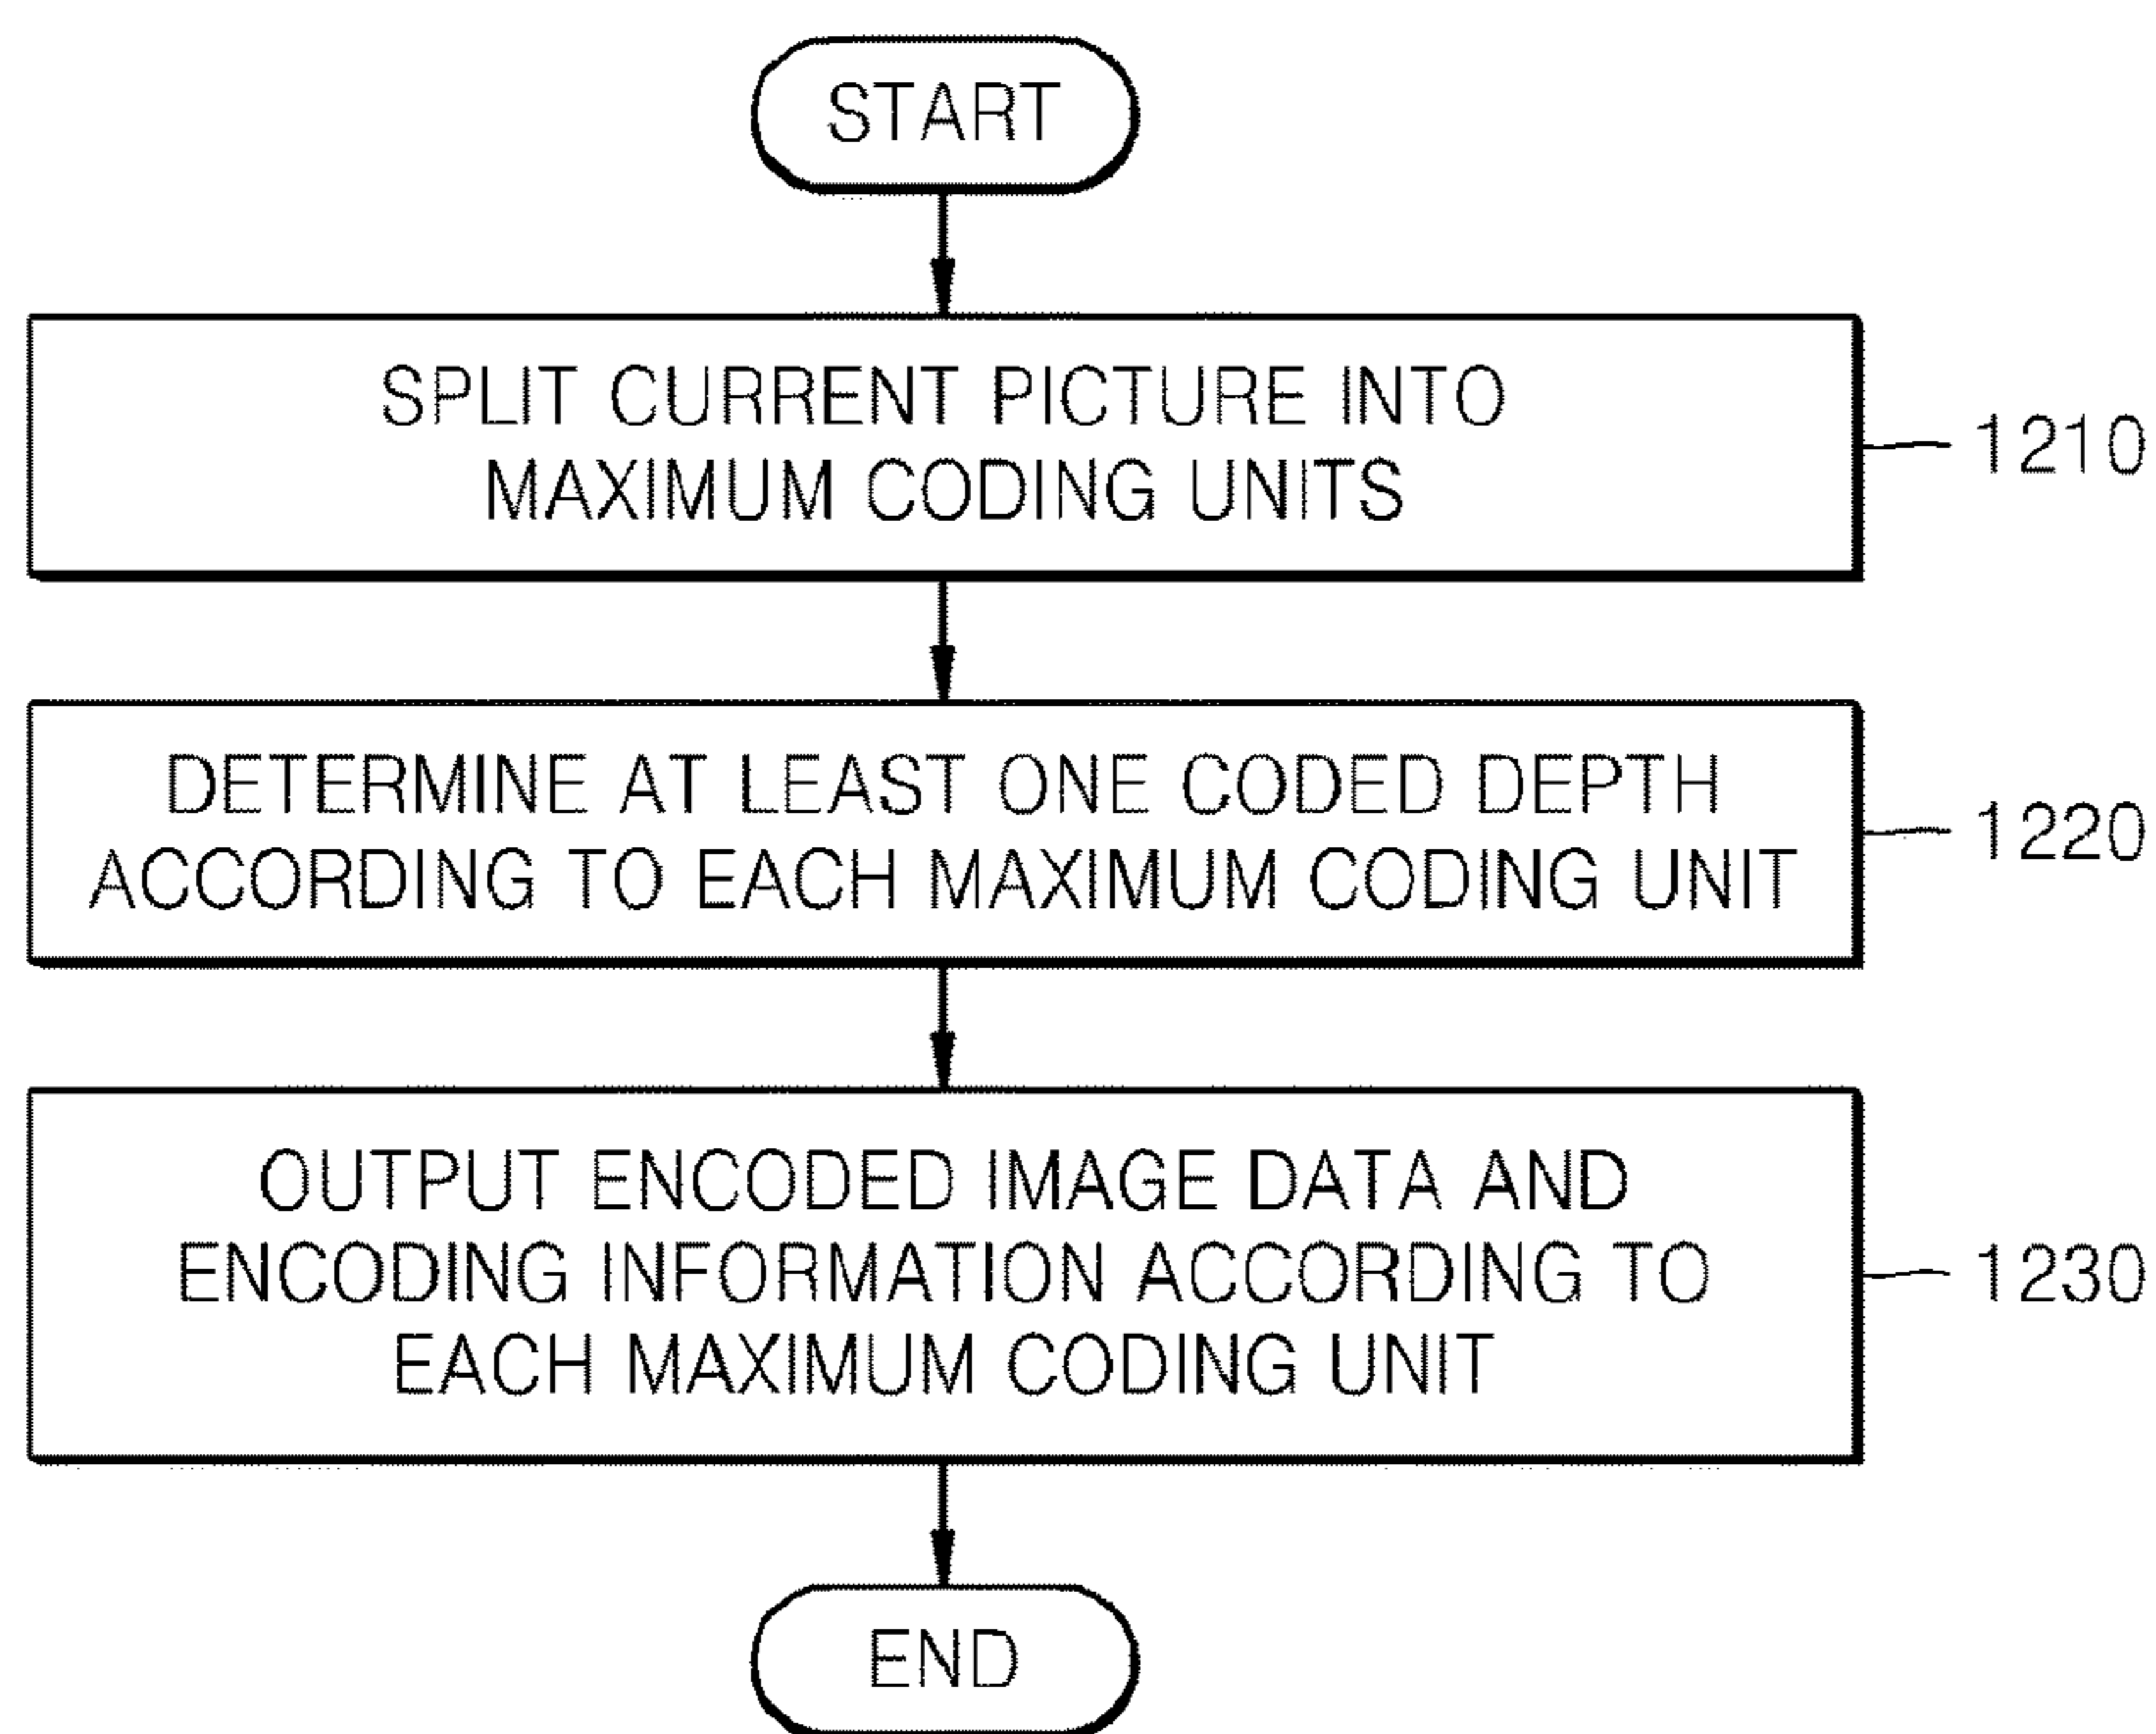 START
SPLIT CURRENT PICTURE INTO
MAXIMUM CODING UNITS
1210
DETERMINE AT LEAST ONE CODED DEPTH
ACCORDING TO EACH MAXIMUM CODING UNIT
1220
OUTPUT ENCODED IMAGE DATA AND
ENCODING INFORMATION ACCORDING TO
EACH MAXIMUM CODING UNIT
1230
END